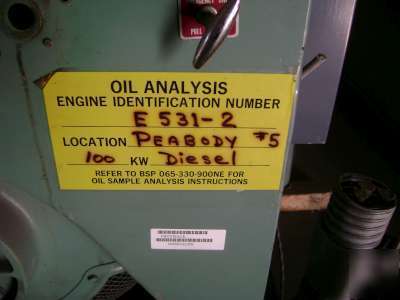 PULL
OIL ANALYSIS
ENGINE IDENTIFICATION NUMBER
E 531-2
LOCATION PEABODY #5
100 KW Diesel
REFER TO BSP 065-330-900NE FOR
OIL SAMPLE ANALYSIS INSTRUCTIONS